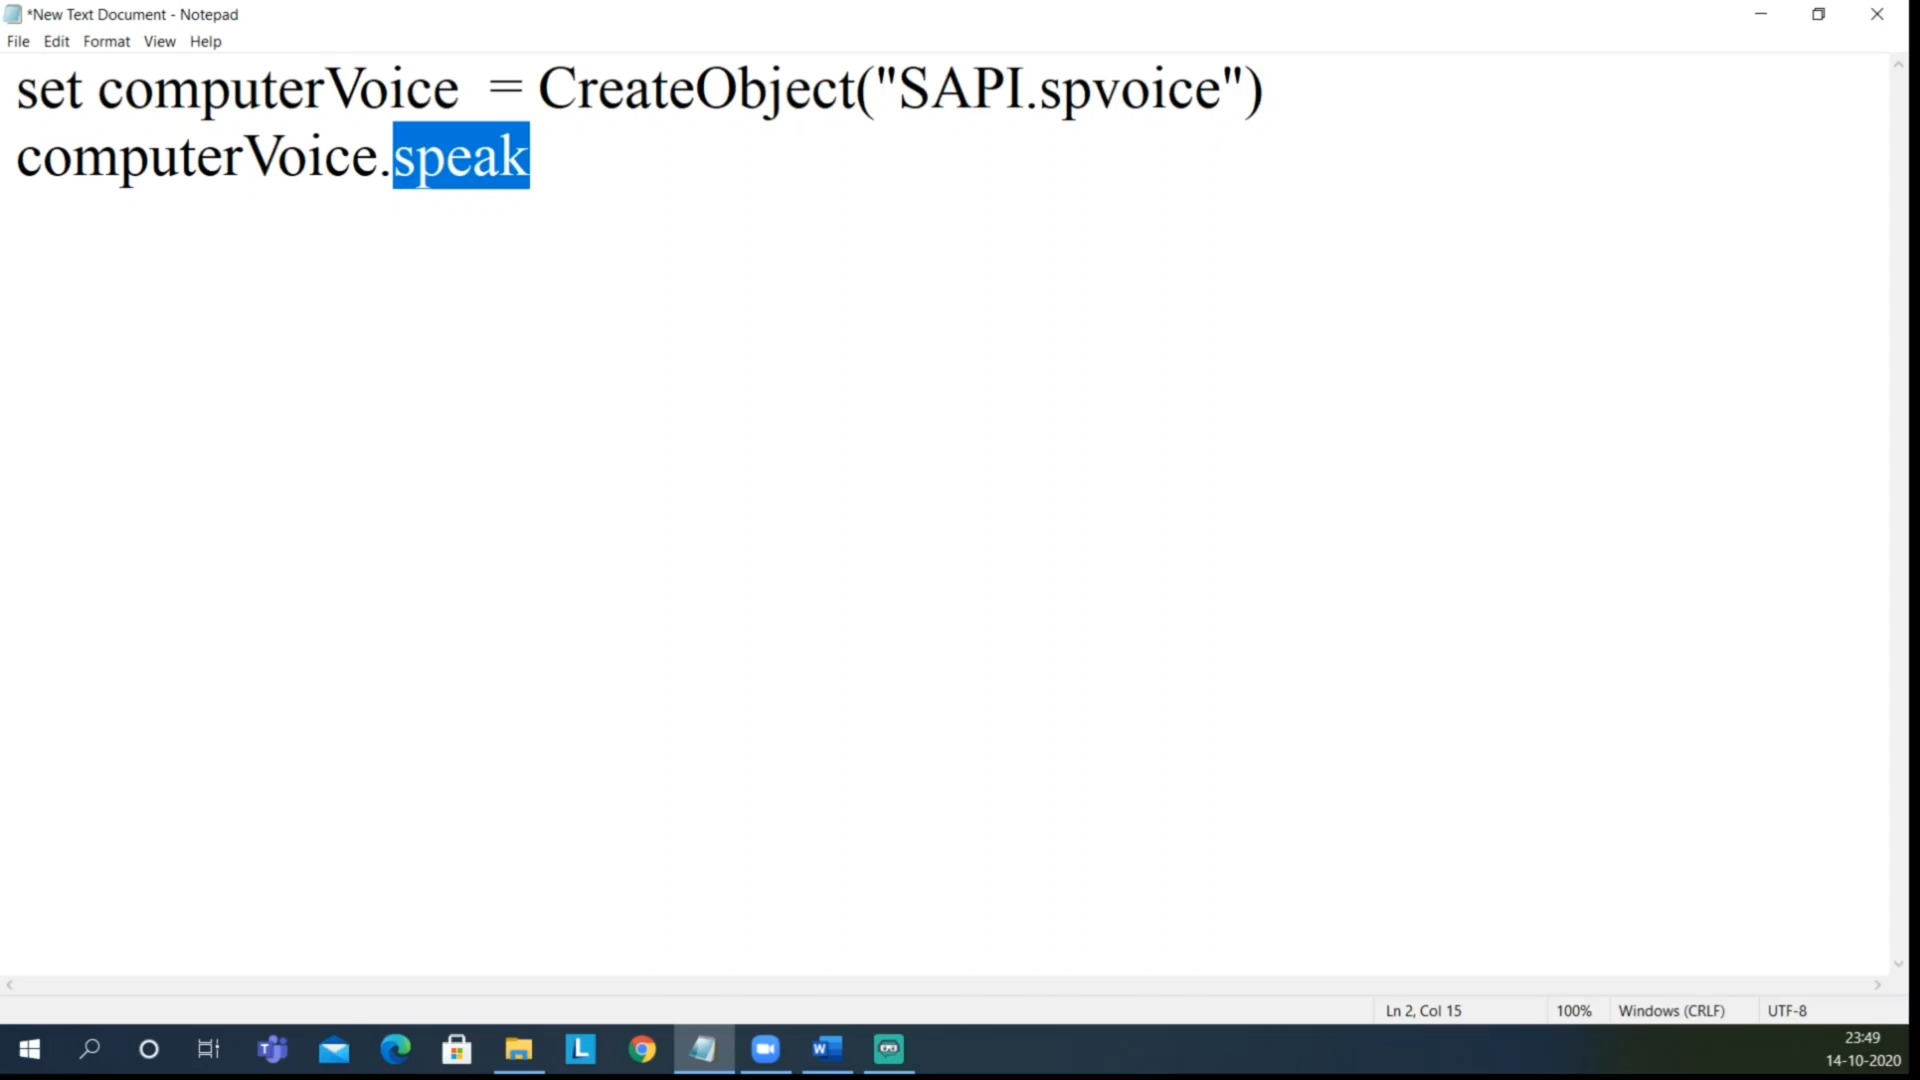 *New Text Document - Notepad
File Edit Format View Help
set computerVoice  = CreateObject("SAPI.spvoice")
computerVoice.speak
Ln 2, Col 15 100% Windows (CRLF) UTF-8
23:49
14-10-2020